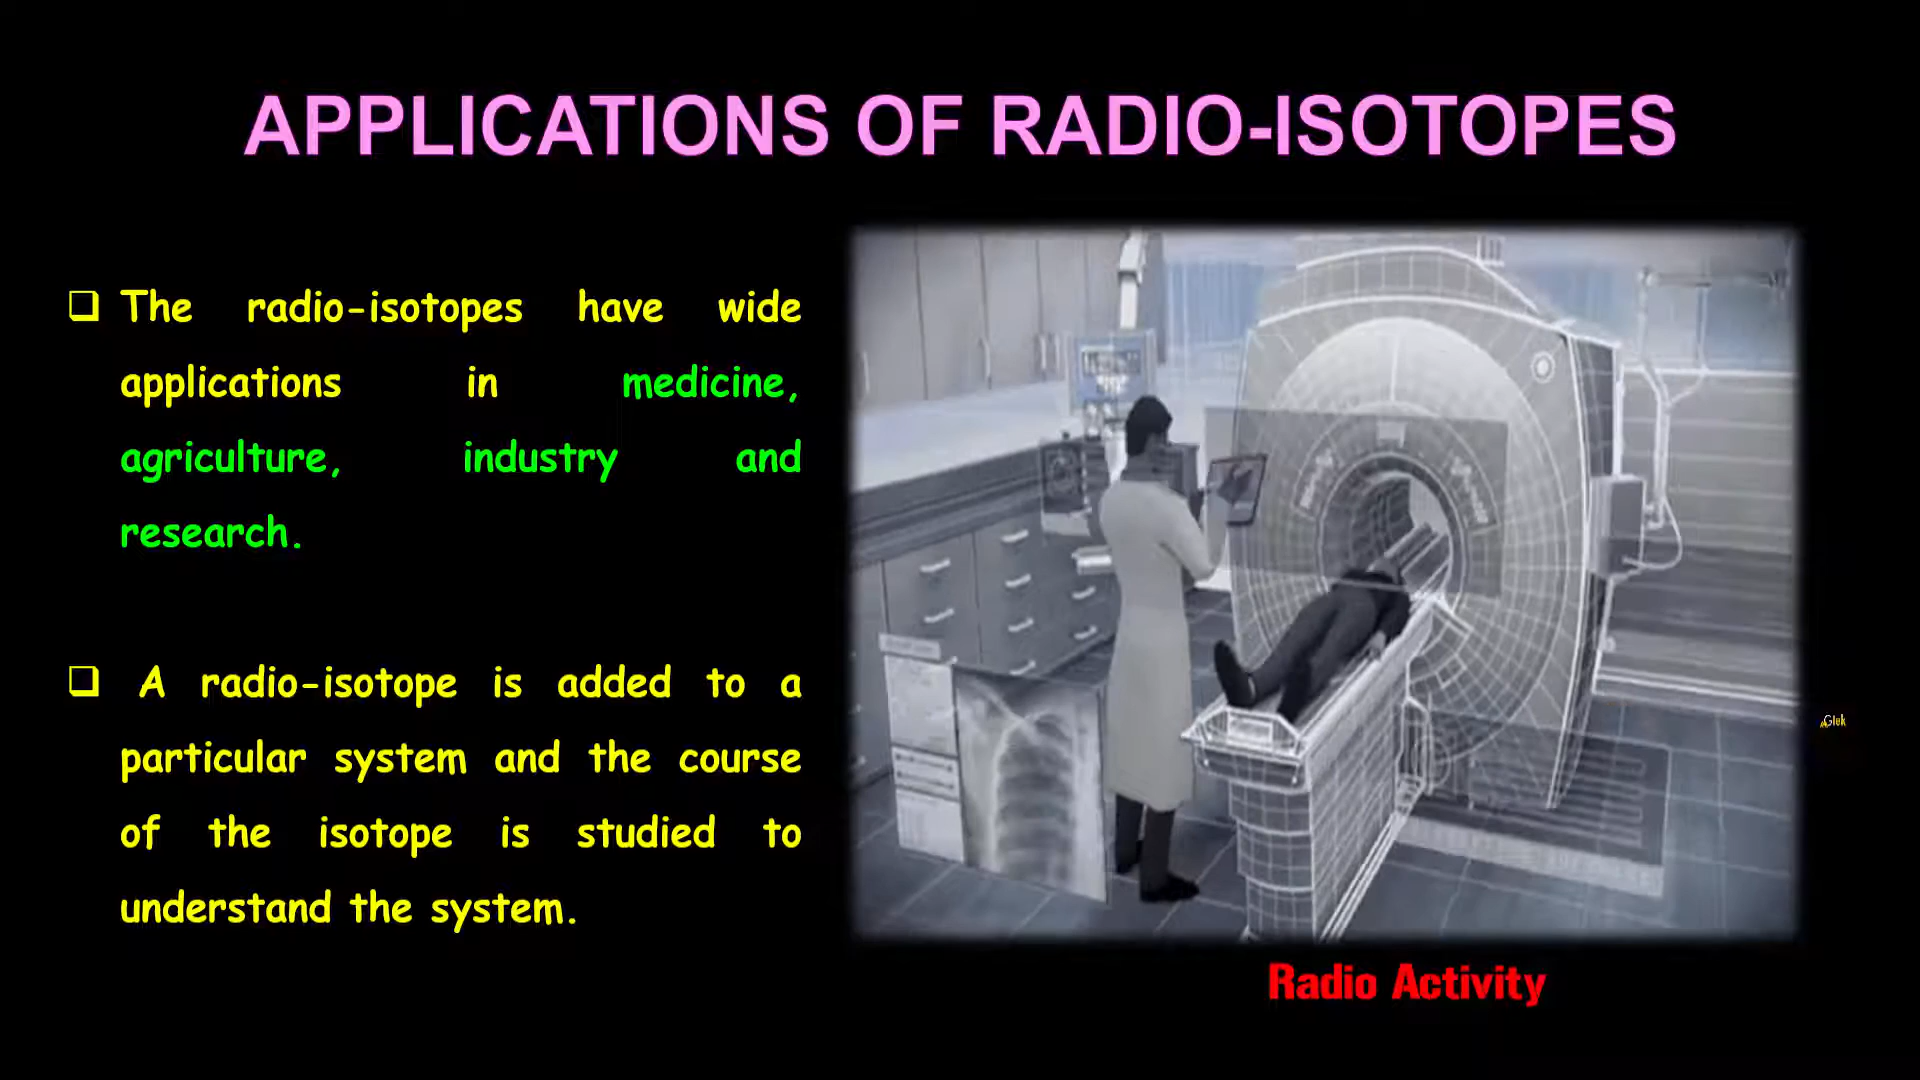 APPLICATIONS OF RADIO-ISOTOPES
❑ The radio-isotopes have wide
applications in medicine,
agriculture, industry and
research.
❑ A radio-isotope is added to a
particular system and the course
of the isotope is studied to
understand the system.
Radio Activity